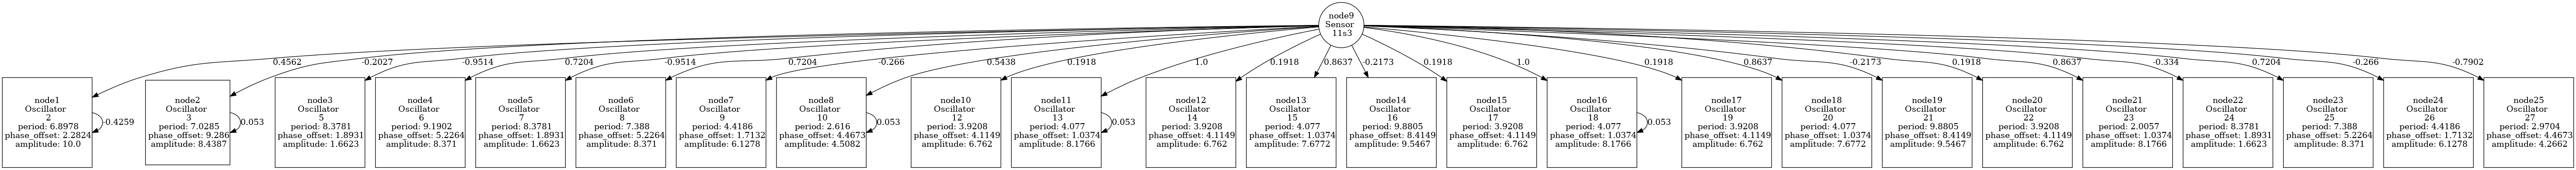 node9
Sensor
11s3
0.4562
-0.2027
-0.9514
0.7204
-0.9514
0.7204
-0.266
0.5438
0.1918
1.0
0.1918
0.8637
-0.2173
0.1918
1.0
0.1918
0.8637
-0.2173
0.1918
0.8637
-0.334
0.7204
-0.266
-0.7902
node1
Oscillator
2
period: 6.8978
phase_offset: 2.2824
amplitude: 10.0
-0.4259
node2
Oscillator
3
period: 7.0285
phase_offset: 9.286
amplitude: 8.4387
0.053
node3
Oscillator
5
period: 8.3781
phase_offset: 1.8931
amplitude: 1.6623
node4
Oscillator
6
period: 9.1902
phase_offset: 5.2264
amplitude: 8.371
node5
Oscillator
7
period: 8.3781
phase_offset: 1.8931
amplitude: 1.6623
node6
Oscillator
8
period: 7.388
phase_offset: 5.2264
amplitude: 8.371
node7
Oscillator
9
period: 4.4186
phase_offset: 1.7132
amplitude: 6.1278
node8
Oscillator
10
period: 2.616
phase_offset: 4.4673
amplitude: 4.5082
0.053
node10
Oscillator
12
period: 3.9208
phase_offset: 4.1149
amplitude: 6.762
node11
Oscillator
13
period: 4.077
phase_offset: 1.0374
amplitude: 8.1766
0.053
node12
Oscillator
14
period: 3.9208
phase_offset: 4.1149
amplitude: 6.762
node13
Oscillator
15
period: 4.077
phase_offset: 1.0374
amplitude: 7.6772
node14
Oscillator
16
period: 9.8805
phase_offset: 8.4149
amplitude: 9.5467
node15
Oscillator
17
period: 3.9208
phase_offset: 4.1149
amplitude: 6.762
node16
Oscillator
18
period: 4.077
phase_offset: 1.0374
amplitude: 8.1766
0.053
node17
Oscillator
19
period: 3.9208
phase_offset: 4.1149
amplitude: 6.762
node18
Oscillator
20
period: 4.077
phase_offset: 1.0374
amplitude: 7.6772
node19
Oscillator
21
period: 9.8805
phase_offset: 8.4149
amplitude: 9.5467
node20
Oscillator
22
period: 3.9208
phase_offset: 4.1149
amplitude: 6.762
node21
Oscillator
23
period: 2.0057
phase_offset: 1.0374
amplitude: 8.1766
node22
Oscillator
24
period: 8.3781
phase_offset: 1.8931
amplitude: 1.6623
node23
Oscillator
25
period: 7.388
phase_offset: 5.2264
amplitude: 8.371
node24
Oscillator
26
period: 4.4186
phase_offset: 1.7132
amplitude: 6.1278
node25
Oscillator
27
period: 2.9704
phase_offset: 4.4673
amplitude: 4.2662